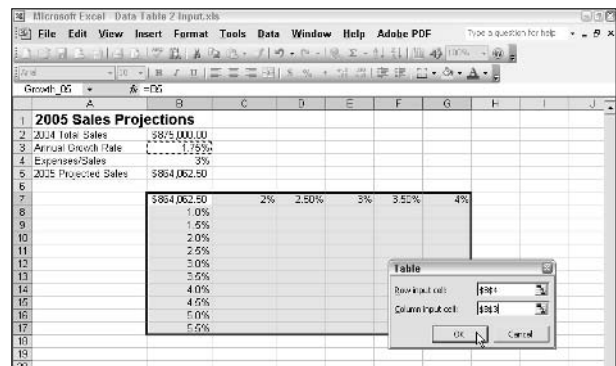 Microsoft Excel - Data Table 2-Input.xls
File Edit View Insert Format Tools Data Window Help Adobe PDF Type a question for help
Arial 10 B I U $ %
100%
Growth_05 fx =B5
A B C D E F G H I J
1 2005 Sales Projections
2 2004 Total Sales $875,000.00
3 Annual Growth Rate 1.75%
4 Expenses/Sales 3%
5 2005 Projected Sales $864,062.50
6
7 $864,062.50 2% 2.50% 3% 3.50% 4%
8 1.0%
9 1.5%
10 2.0%
11 2.5%
12 3.0%
13 3.5%
14 4.0%
15 4.5%
16 5.0%
17 5.5%
18
19
20
Table
Row input cell: $B$4
Column input cell: $B$3
OK Cancel